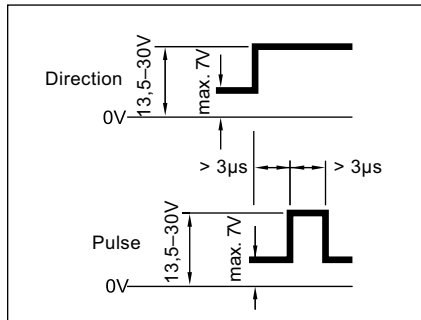 Direction
13,5–30V
max. 7V
0V
> 3µs
> 3µs
Pulse
13,5–30V
max. 7V
0V